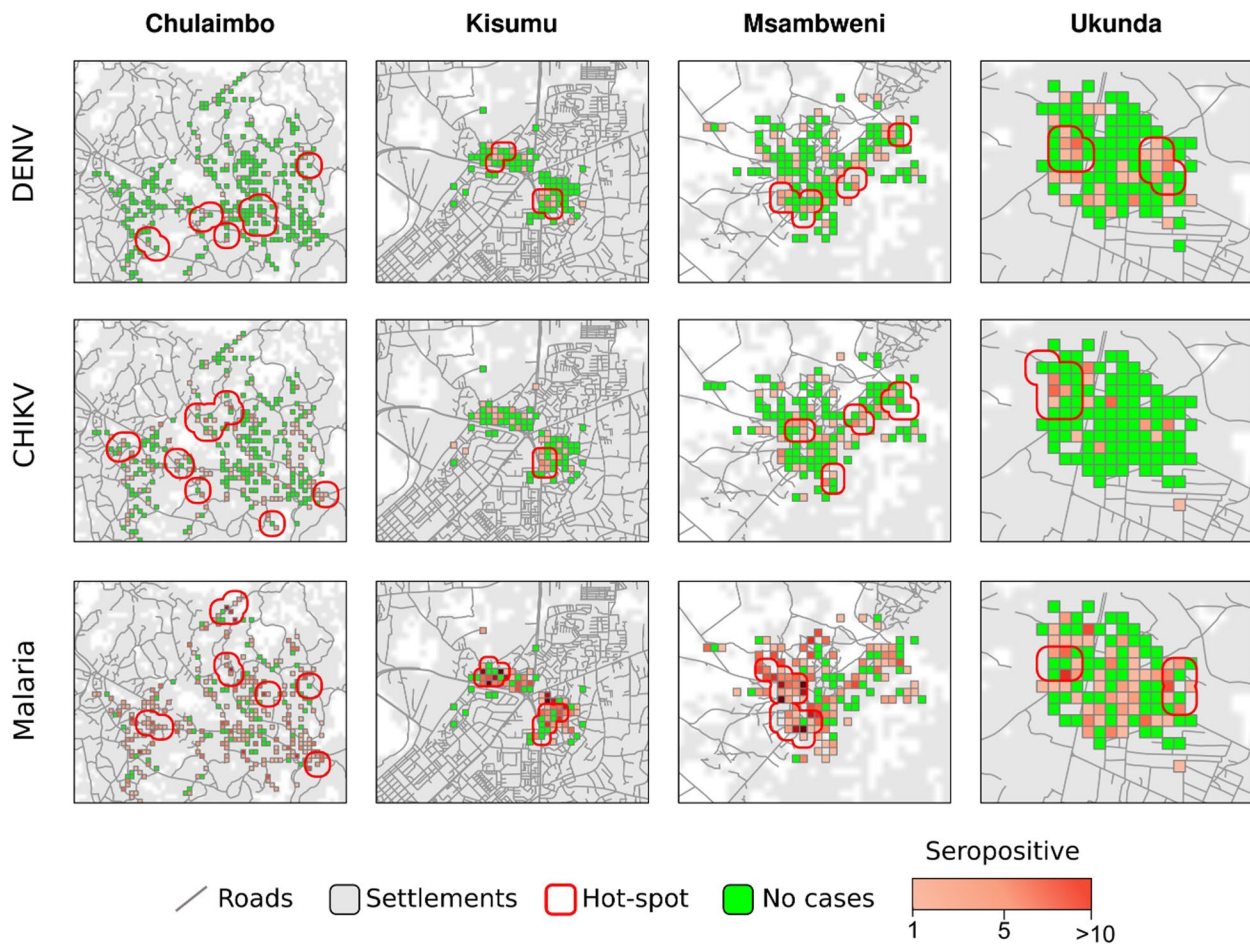 Chulaimbo Kisumu Msambweni Ukunda
DENV
CHIKV
Malaria
Seropositive
Roads Settlements Hot-spot No cases
1 5 >10